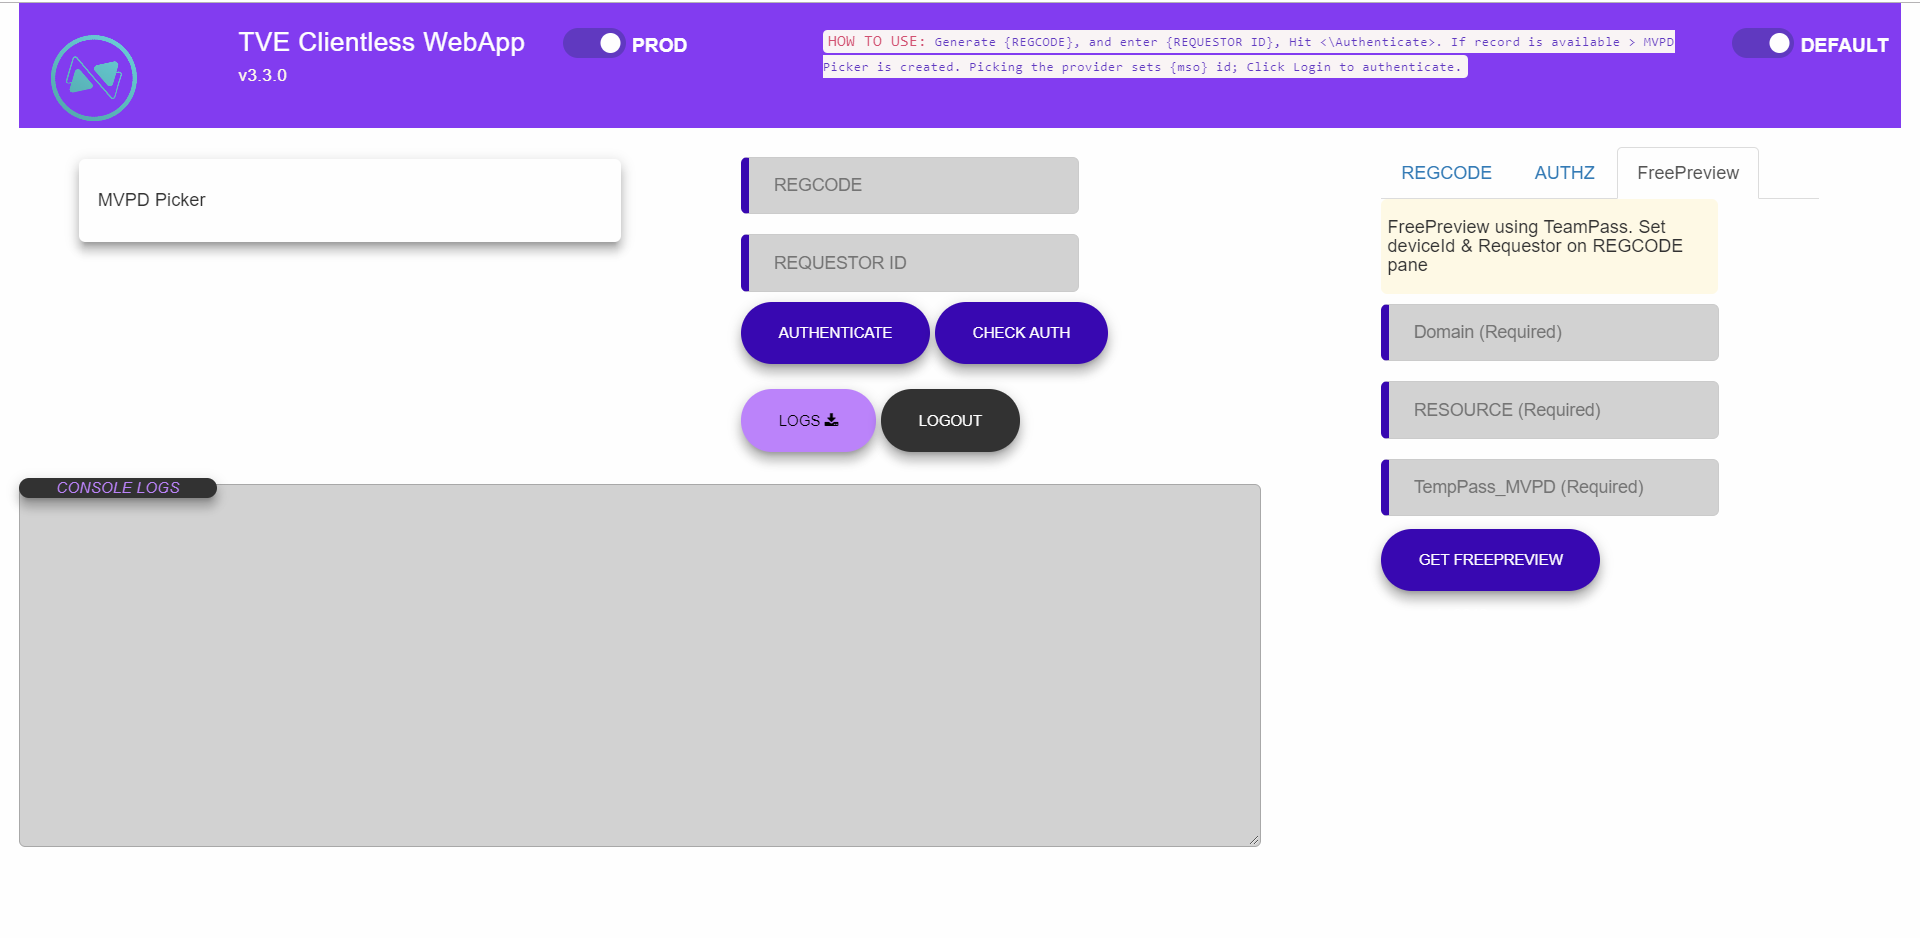 TVE Clientless WebApp
v3.3.0
PROD
HOW TO USE: Generate {REGCODE}, and enter {REQUESTOR ID}, Hit <\Authenticate>. If record is available > MVPD
Picker is created. Picking the provider sets {mso} id; Click Login to authenticate.
DEFAULT
MVPD Picker
REGCODE
REQUESTOR ID
AUTHENTICATE
CHECK AUTH
LOGS
LOGOUT
CONSOLE LOGS
REGCODE
AUTHZ
FreePreview
FreePreview using TeamPass. Set
deviceId & Requestor on REGCODE
pane
Domain (Required)
RESOURCE (Required)
TempPass_MVPD (Required)
GET FREEPREVIEW